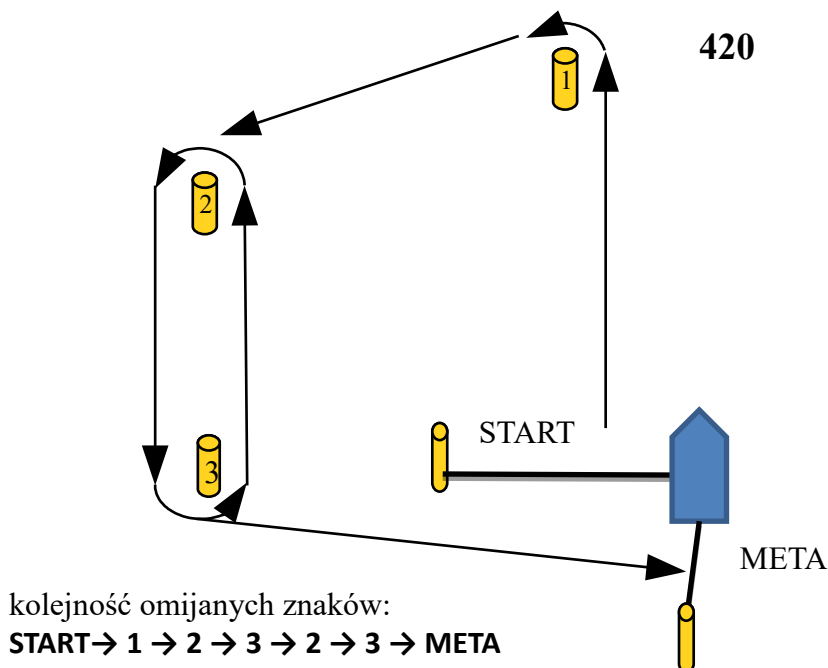 420
1
2
START
3
META
kolejność omijanych znaków:
START→ 1 → 2 → 3 → 2 → 3 → META